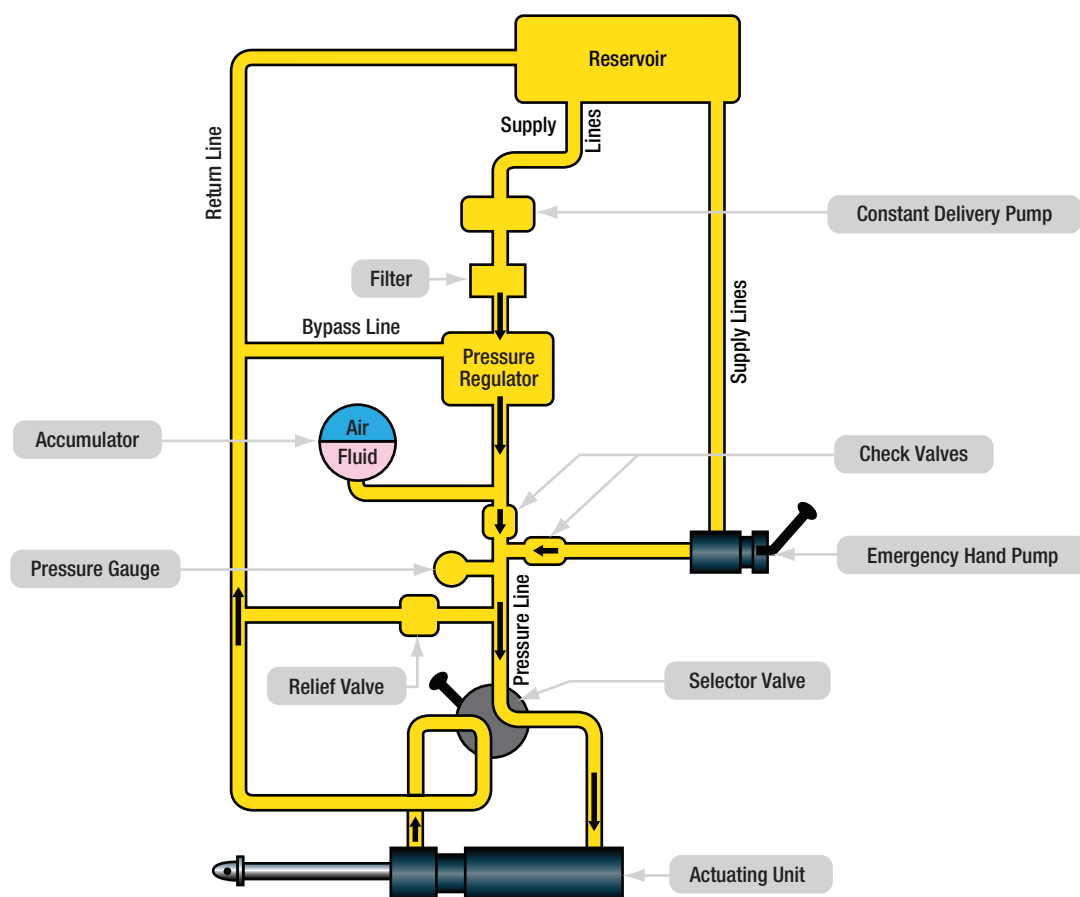 Reservoir
Supply
Lines
Return Line
Constant Delivery Pump
Filter
Supply Lines
Bypass Line
Pressure
Regulator
Accumulator
Air
Fluid
Check Valves
Pressure Gauge
Emergency Hand Pump
Pressure Line
Relief Valve
Selector Valve
Actuating Unit